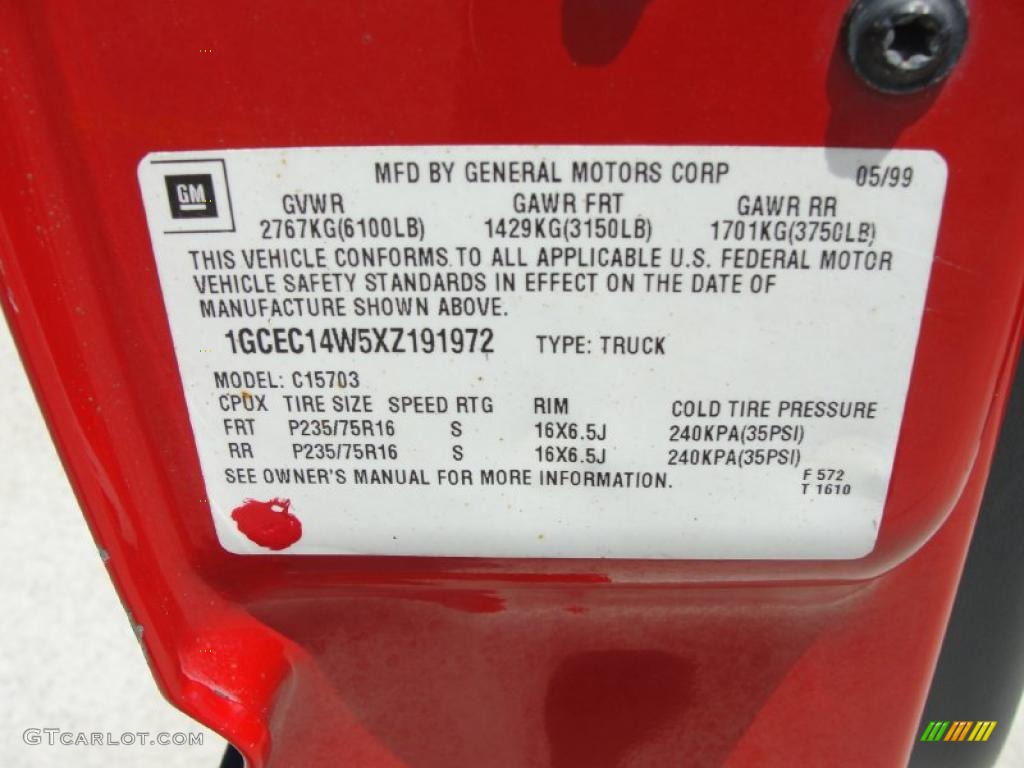 MFD BY GENERAL MOTORS CORP 05/99
GM
GVWR GAWR FRT GAWR RR
2767KG(6100LB) 1429KG(3150LB) 1701KG(3750LB)
THIS VEHICLE CONFORMS TO ALL APPLICABLE U.S. FEDERAL MOTOR
VEHICLE SAFETY STANDARDS IN EFFECT ON THE DATE OF
MANUFACTURE SHOWN ABOVE.
1GCEC14W5XZ191972 TYPE: TRUCK
MODEL: C15703
CPUX TIRE SIZE SPEED RTG RIM COLD TIRE PRESSURE
FRT P235/75R16 S 16X6.5J 240KPA(35PSI)
RR P235/75R16 S 16X6.5J 240KPA(35PSI)
SEE OWNER'S MANUAL FOR MORE INFORMATION.
F 572
T 1610
GTCARLOT.COM